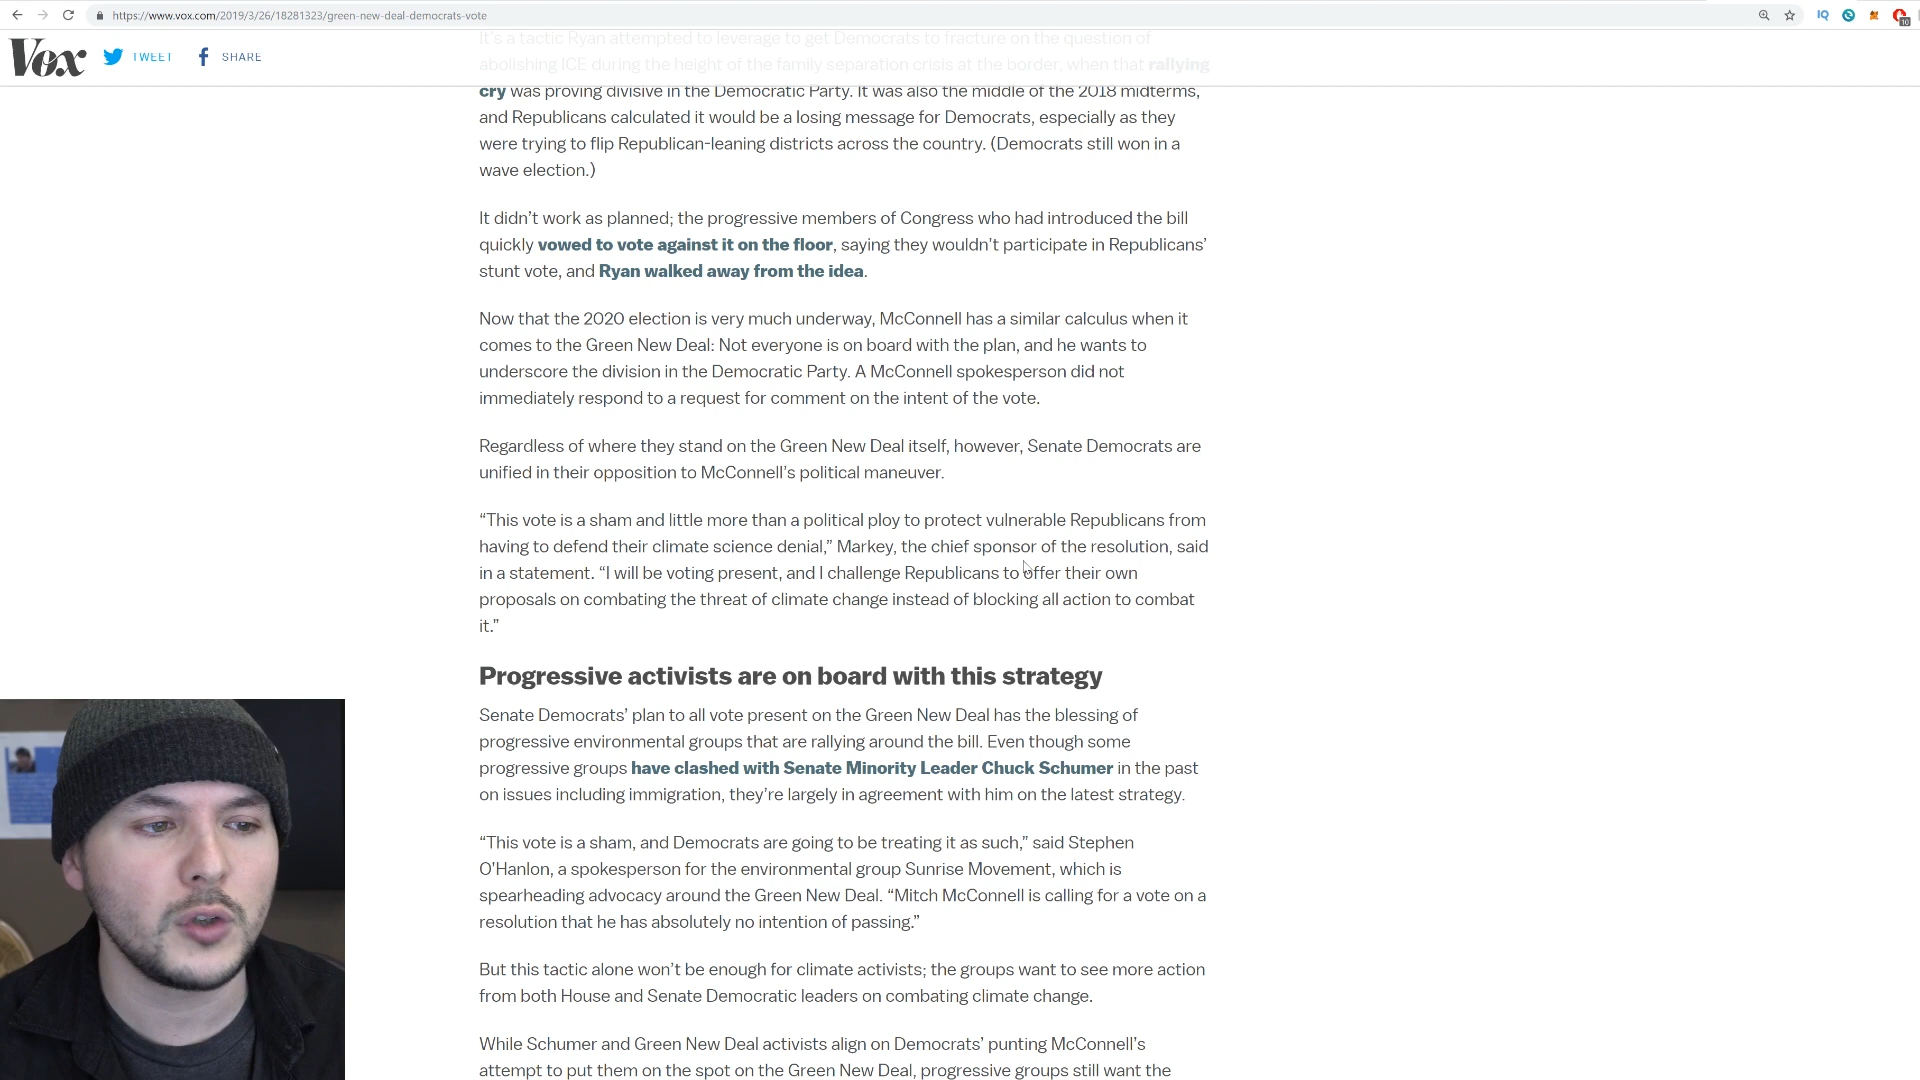 https://www.vox.com/2019/3/26/18281323/green-new-deal-democrats-vote
10
Vox
TWEET
SHARE
It's a tactic Ryan attempted to leverage to get Democrats to fracture on the question of
abolishing ICE during the height of the family separation crisis at the border, when that rallying
cry was proving divisive in the Democratic Party. It was also the middle of the 2018 midterms,
and Republicans calculated it would be a losing message for Democrats, especially as they
were trying to flip Republican-leaning districts across the country. (Democrats still won in a
wave election.)
It didn't work as planned; the progressive members of Congress who had introduced the bill
quickly vowed to vote against it on the floor, saying they wouldn't participate in Republicans'
stunt vote, and Ryan walked away from the idea.
Now that the 2020 election is very much underway, McConnell has a similar calculus when it
comes to the Green New Deal: Not everyone is on board with the plan, and he wants to
underscore the division in the Democratic Party. A McConnell spokesperson did not
immediately respond to a request for comment on the intent of the vote.
Regardless of where they stand on the Green New Deal itself, however, Senate Democrats are
unified in their opposition to McConnell's political maneuver.
“This vote is a sham and little more than a political ploy to protect vulnerable Republicans from
having to defend their climate science denial,” Markey, the chief sponsor of the resolution, said
in a statement. “I will be voting present, and I challenge Republicans to offer their own
proposals on combating the threat of climate change instead of blocking all action to combat
it.”
Progressive activists are on board with this strategy
Senate Democrats’ plan to all vote present on the Green New Deal has the blessing of
progressive environmental groups that are rallying around the bill. Even though some
progressive groups have clashed with Senate Minority Leader Chuck Schumer in the past
on issues including immigration, they’re largely in agreement with him on the latest strategy.
“This vote is a sham, and Democrats are going to be treating it as such,” said Stephen
O’Hanlon, a spokesperson for the environmental group Sunrise Movement, which is
spearheading advocacy around the Green New Deal. “Mitch McConnell is calling for a vote on a
resolution that he has absolutely no intention of passing.”
But this tactic alone won’t be enough for climate activists; the groups want to see more action
from both House and Senate Democratic leaders on combating climate change.
While Schumer and Green New Deal activists align on Democrats’ punting McConnell’s
attempt to put them on the spot on the Green New Deal, progressive groups still want the